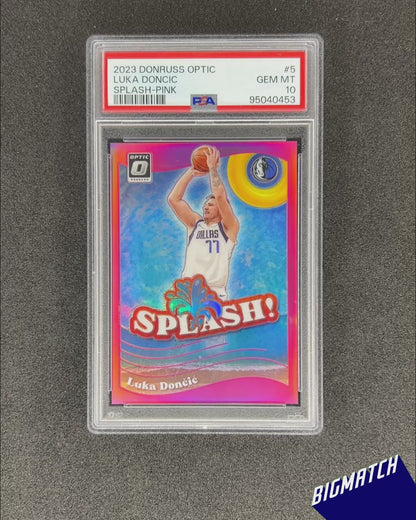 2023 DONRUSS OPTIC #5
LUKA DONCIC GEM MT
SPLASH-PINK 10
PSA 95040453
OPTIC
DALLAS
77
SPLASH!
Luka Dončić
BIGMATCH